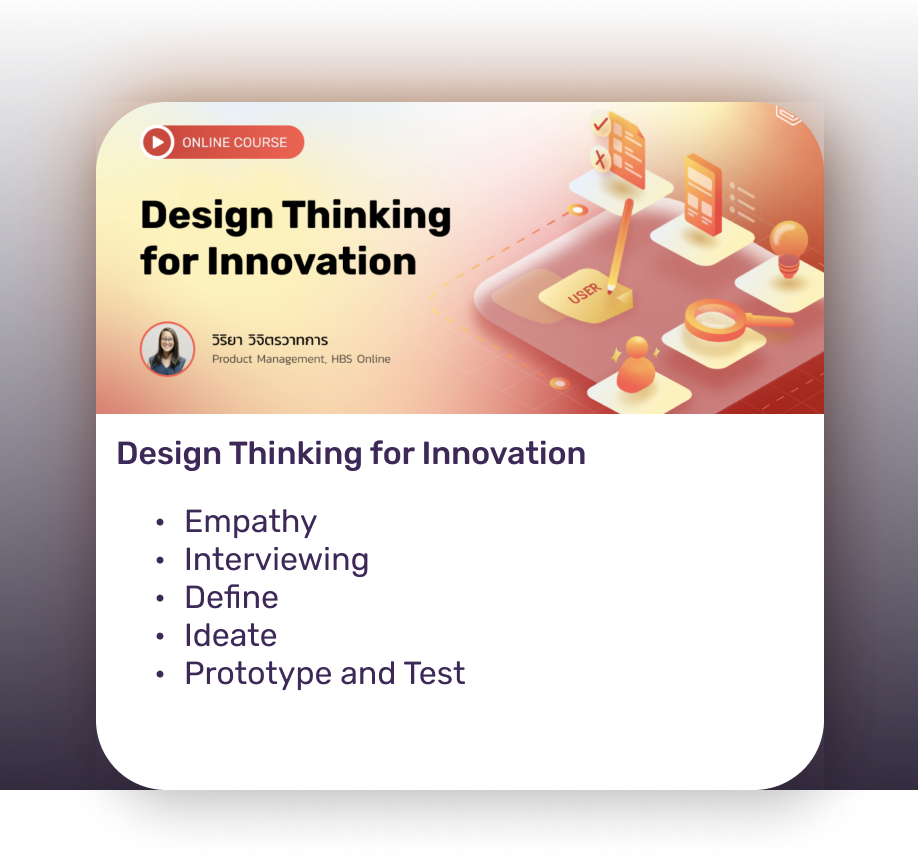 ONLINE COURSE
Design Thinking
for Innovation
วิริยา วิจิตรวาทการ
Product Management, HBS Online
USER
Design Thinking for Innovation
• Empathy
• Interviewing
• Define
• Ideate
• Prototype and Test